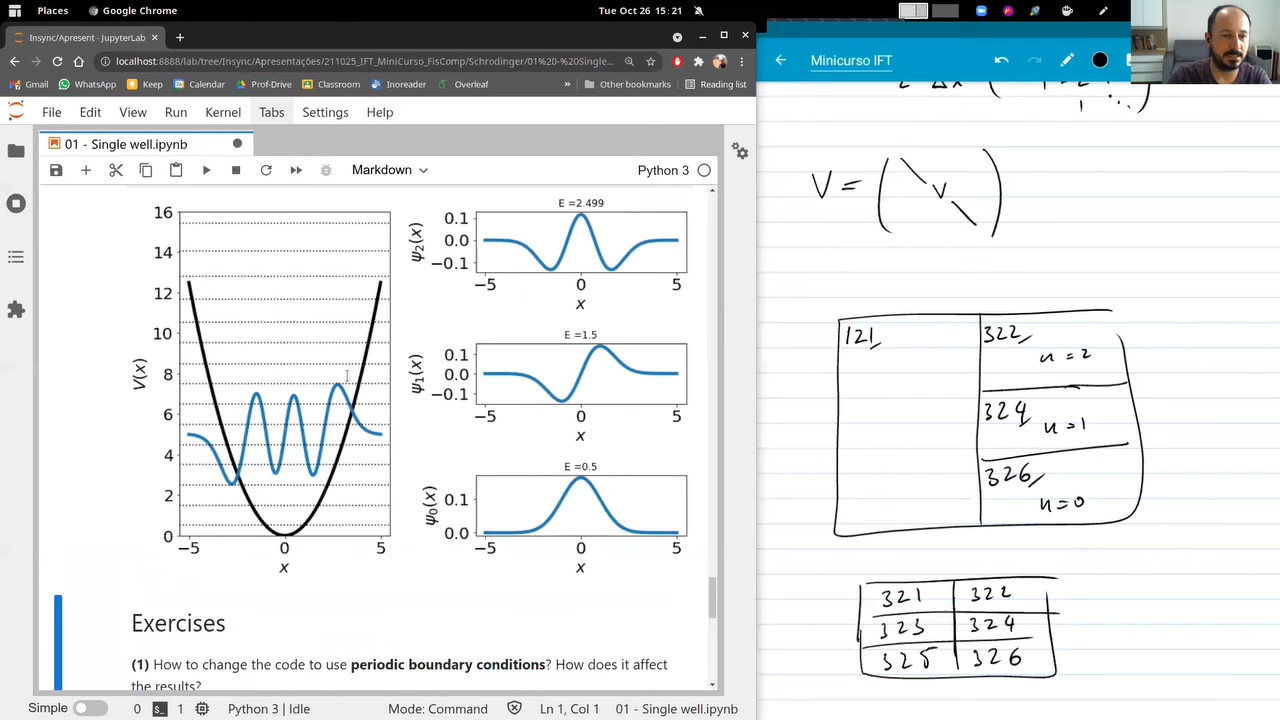 Places
Google Chrome
Tue Oct 26 15:21
Insync/Apresent - JupyterLab
localhost:8888/lab/tree/Insync/Apresentações/211025_IFT_MiniCurso_FisComp/Schrodinger/01%20-%20Single...
Gmail WhatsApp Keep Calendar Prof-Drive Classroom Inoreader Overleaf » Other bookmarks Reading list
File Edit View Run Kernel Tabs Settings Help
01 - Single well.ipynb
Markdown
Python 3
16
14
12
10
8
6
4
2
0
V(x)
−5 0 5
x
E =2.499
ψ2(x)
0.1
0.0
−0.1
−5 0 5
x
E =1.5
ψ1(x)
0.1
0.0
−0.1
−5 0 5
x
E =0.5
ψ0(x)
0.1
0.0
−5 0 5
x
Exercises
(1) How to change the code to use periodic boundary conditions? How does it affect
the results?
Simple 0 1 Python 3 | Idle Mode: Command Ln 1, Col 1 01 - Single well.ipynb
Minicurso IFT
V = ( V )
121
322
n = 2
324
n = 1
326
n = 0
321 322
323 324
325 326